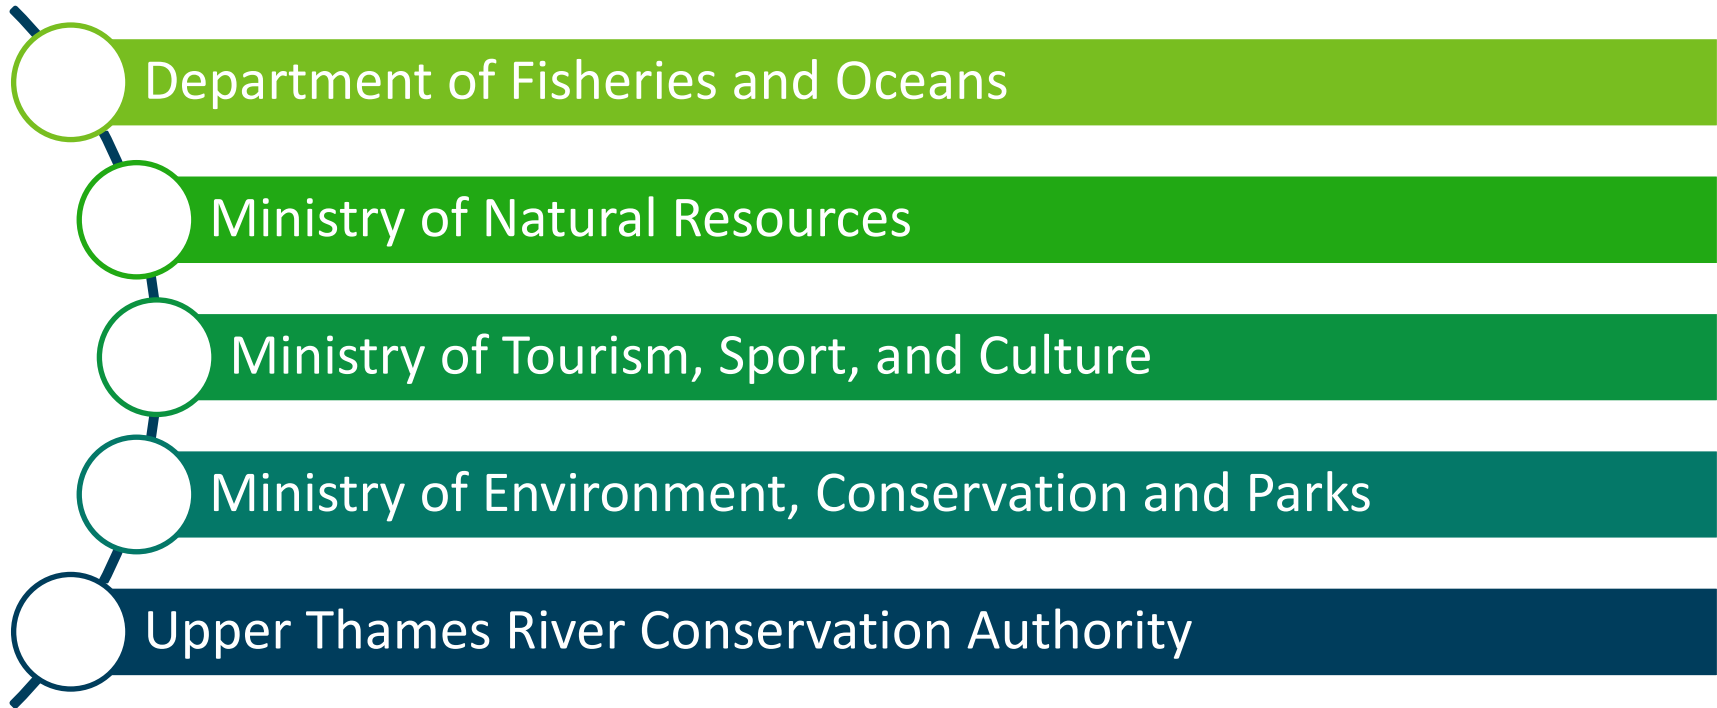 Department of Fisheries and Oceans
Ministry of Natural Resources
Ministry of Tourism, Sport, and Culture
Ministry of Environment, Conservation and Parks
Upper Thames River Conservation Authority